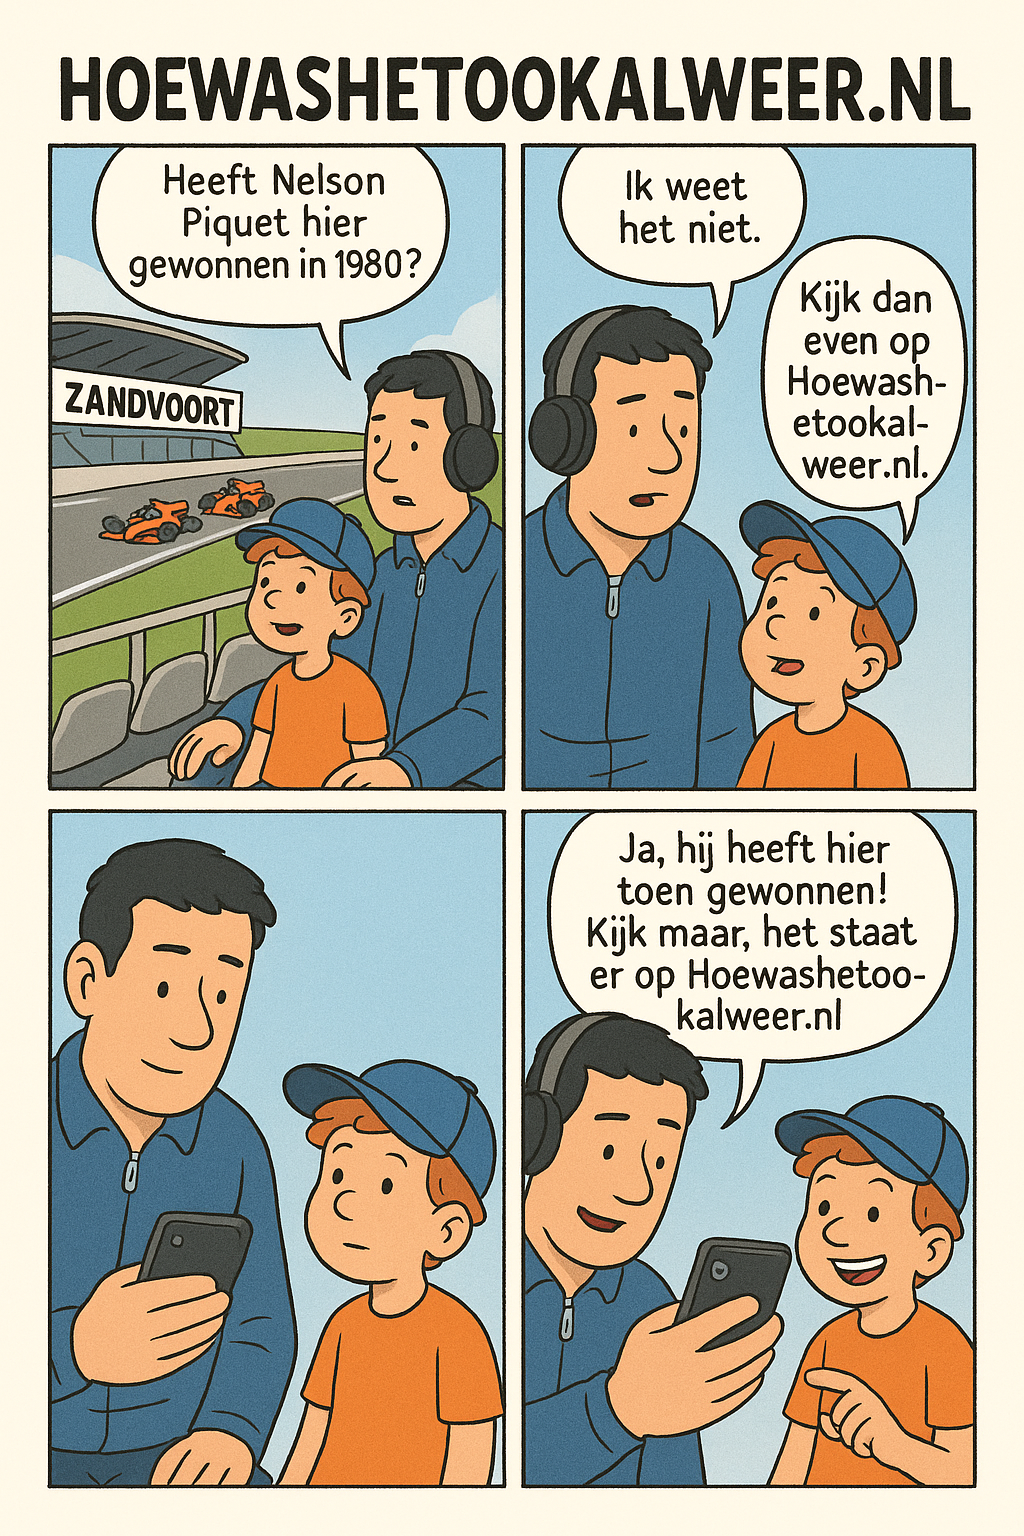 HOEWASHETOOKALWEER.NL
Heeft Nelson
Piquet hier
gewonnen in 1980?
ZANDVOORT
Ik weet
het niet.
Kijk dan
even op
Hoewash-
etookal-
weer.nl.
Ja, hij heeft hier
toen gewonnen!
Kijk maar, het staat
er op Hoewashetoo-
kalweer.nl